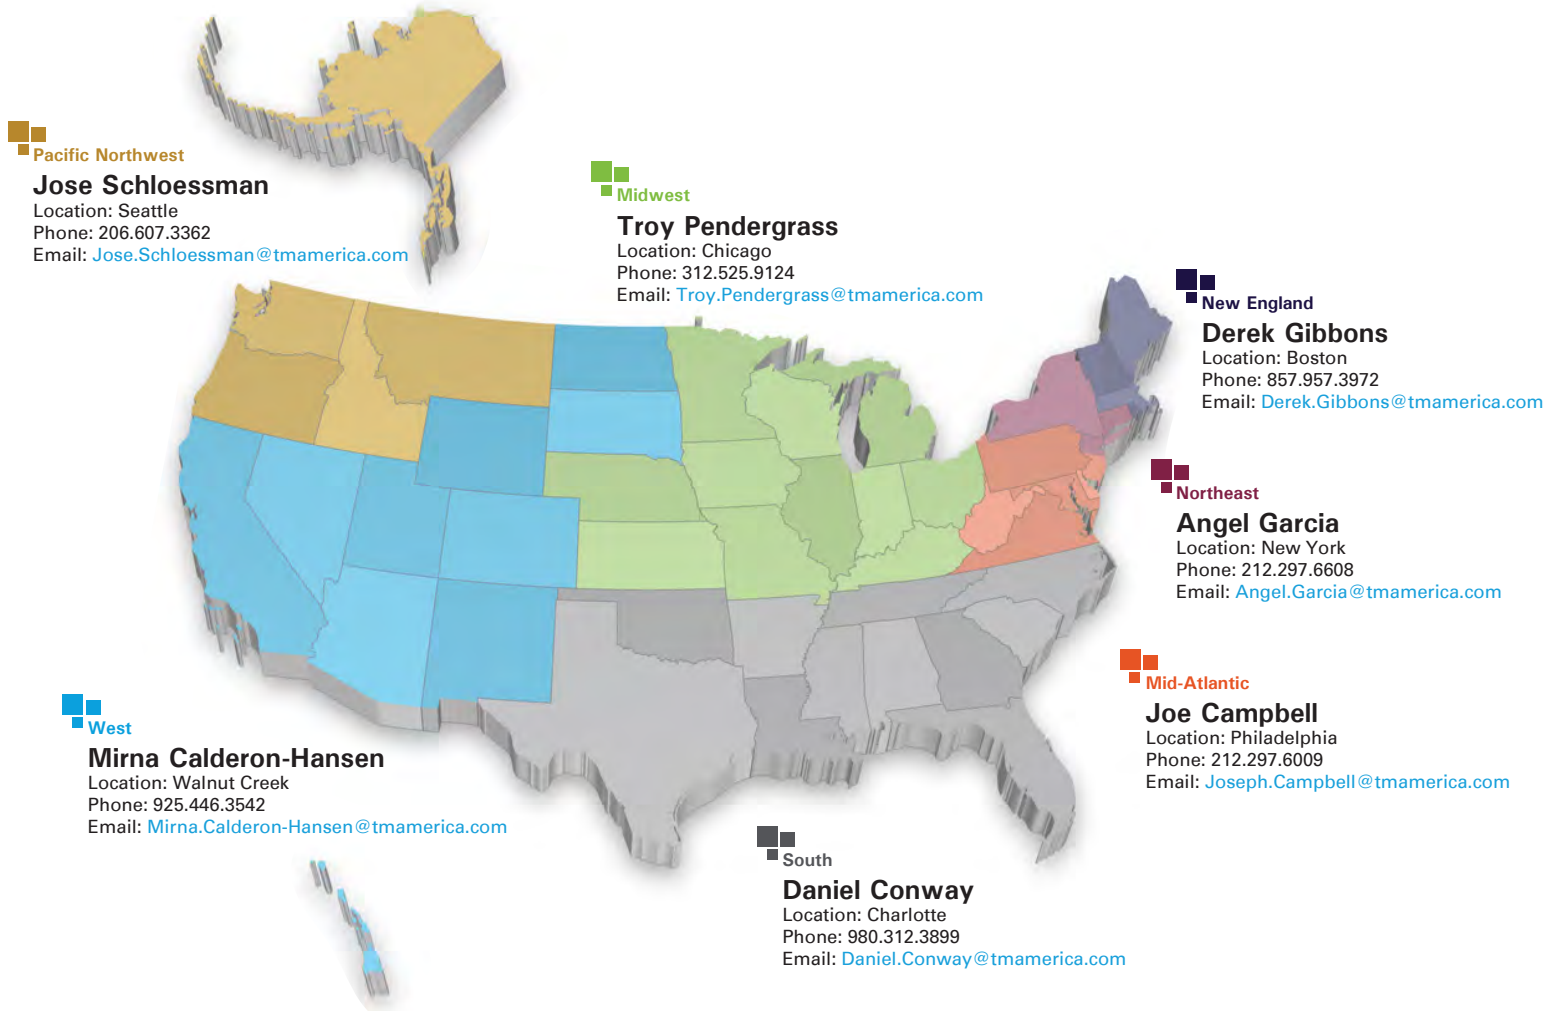 Pacific Northwest
Jose Schloessman
Location: Seattle
Phone: 206.607.3362
Email: Jose.Schloessman@tmamerica.com
Midwest
Troy Pendergrass
Location: Chicago
Phone: 312.525.9124
Email: Troy.Pendergrass@tmamerica.com
New England
Derek Gibbons
Location: Boston
Phone: 857.957.3972
Email: Derek.Gibbons@tmamerica.com
Northeast
Angel Garcia
Location: New York
Phone: 212.297.6608
Email: Angel.Garcia@tmamerica.com
Mid-Atlantic
Joe Campbell
Location: Philadelphia
Phone: 212.297.6009
Email: Joseph.Campbell@tmamerica.com
West
Mirna Calderon-Hansen
Location: Walnut Creek
Phone: 925.446.3542
Email: Mirna.Calderon-Hansen@tmamerica.com
South
Daniel Conway
Location: Charlotte
Phone: 980.312.3899
Email: Daniel.Conway@tmamerica.com